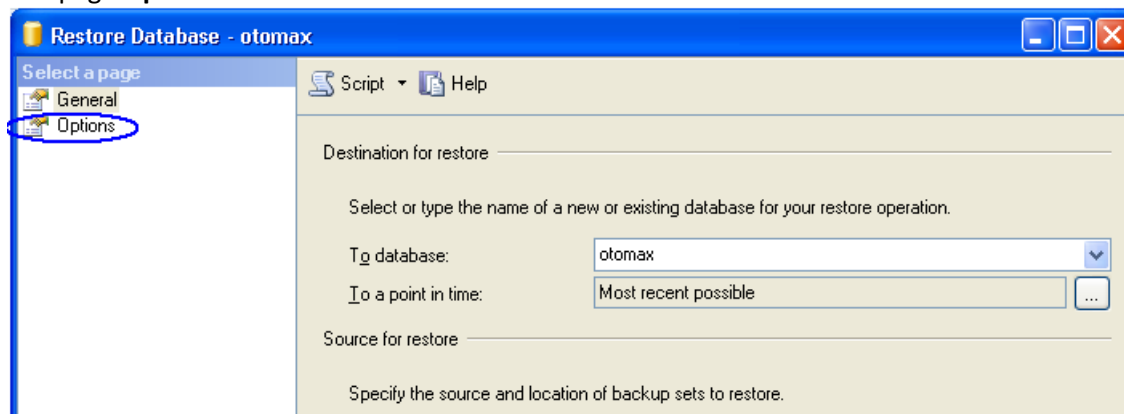 Restore Database - otomax
Select a page
General
Options
Script
Help
Destination for restore
Select or type the name of a new or existing database for your restore operation.
To database:
otomax
To a point in time:
Most recent possible
...
Source for restore
Specify the source and location of backup sets to restore.